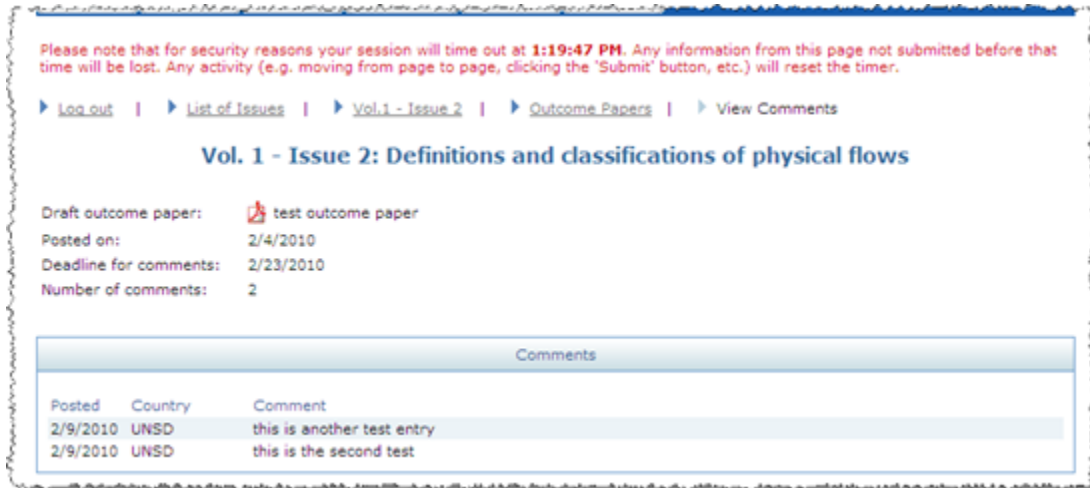 Please note that for security reasons your session will time out at 1:19:47 PM. Any information from this page not submitted before that
time will be lost. Any activity (e.g. moving from page to page, clicking the 'Submit' button, etc.) will reset the timer.
Log out | List of Issues | Vol.1 - Issue 2 | Outcome Papers | View Comments
Vol. 1 - Issue 2: Definitions and classifications of physical flows
Draft outcome paper: test outcome paper
Posted on: 2/4/2010
Deadline for comments: 2/23/2010
Number of comments: 2
Comments
Posted Country Comment
2/9/2010 UNSD this is another test entry
2/9/2010 UNSD this is the second test